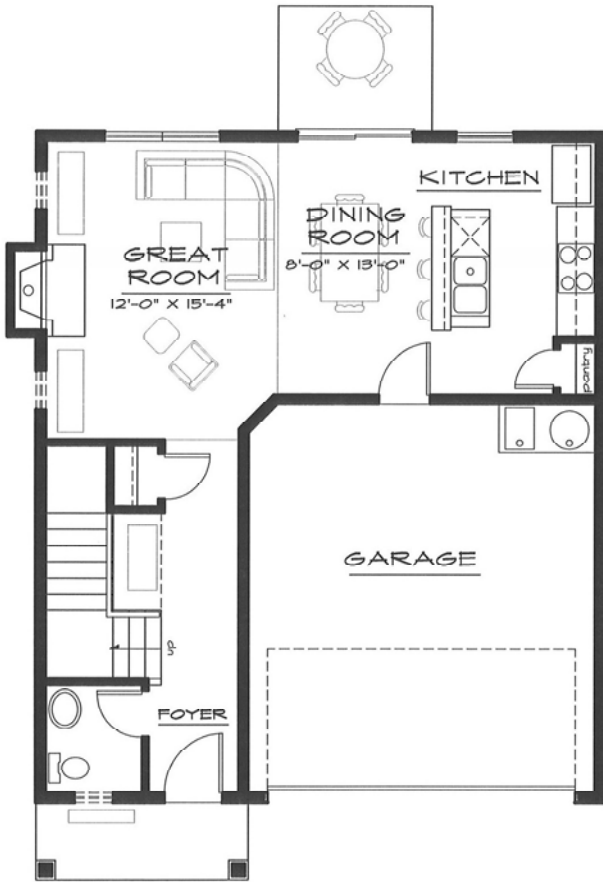 KITCHEN
DINING
ROOM
8'-0" X 13'-0"
GREAT
ROOM
12'-0" X 15'-4"
pantry
GARAGE
up
FOYER